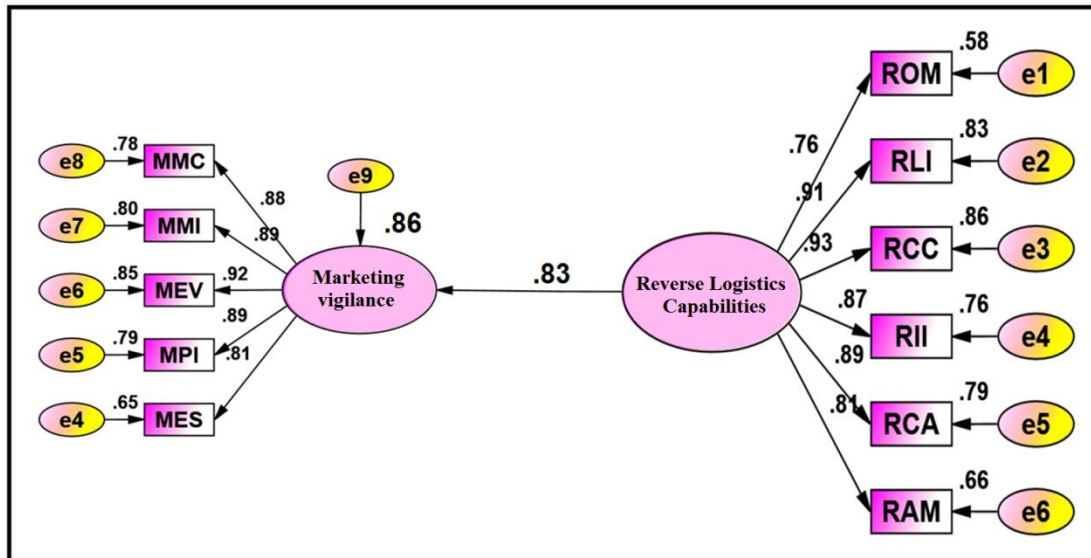 .78
e8
MMC
.80
e7
MMI
.85
e6
MEV
.79
e5
MPI
.65
e4
MES
.88
.89
.92
.89
.81
e9
.86
Marketing
vigilance
.83
Reverse Logistics
Capabilities
.76
.91
.93
.87
.89
.81
.58
ROM
e1
.83
RLI
e2
.86
RCC
e3
.76
RII
e4
.79
RCA
e5
.66
RAM
e6